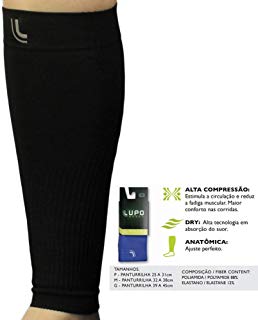 ALTA COMPRESSÃO:
Estimula a circulação e reduz
a fadiga muscular. Maior
conforto nas corridas.
DRY: Alta tecnologia em
absorção do suor.
ANATÔMICA:
Ajuste perfeito.
LUPO
TAMANHOS
P - PANTURRILHA 25 A 31cm
M - PANTURRILHA 32 A 38cm
G - PANTURRILHA 39 A 45cm
COMPOSIÇÃO / FIBER CONTENT:
POLIAMIDA / POLYAMIDE 88%
ELASTANO / ELASTANE 12%